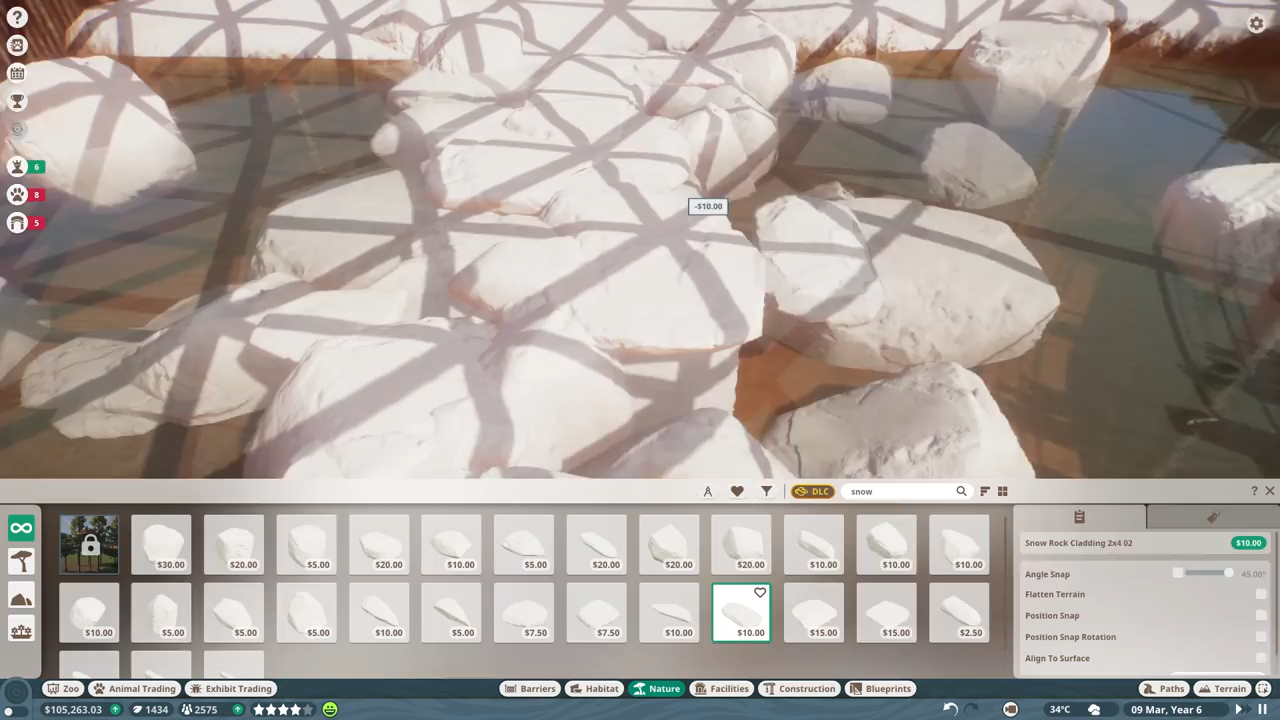 ?
6
8
5
-$10.00
DLC
snow
?
$30.00
$20.00
$5.00
$20.00
$10.00
$5.00
$20.00
$20.00
$20.00
$10.00
$10.00
$10.00
$10.00
$5.00
$5.00
$5.00
$10.00
$5.00
$7.50
$7.50
$10.00
$10.00
$15.00
$15.00
$2.50
Snow Rock Cladding 2x4 02
$10.00
Angle Snap
45.00°
Flatten Terrain
Position Snap
Position Snap Rotation
Align To Surface
Zoo
Animal Trading
Exhibit Trading
Barriers
Habitat
Nature
Facilities
Construction
Blueprints
Paths
Terrain
$105,263.03
1434
2575
34°C
09 Mar, Year 6